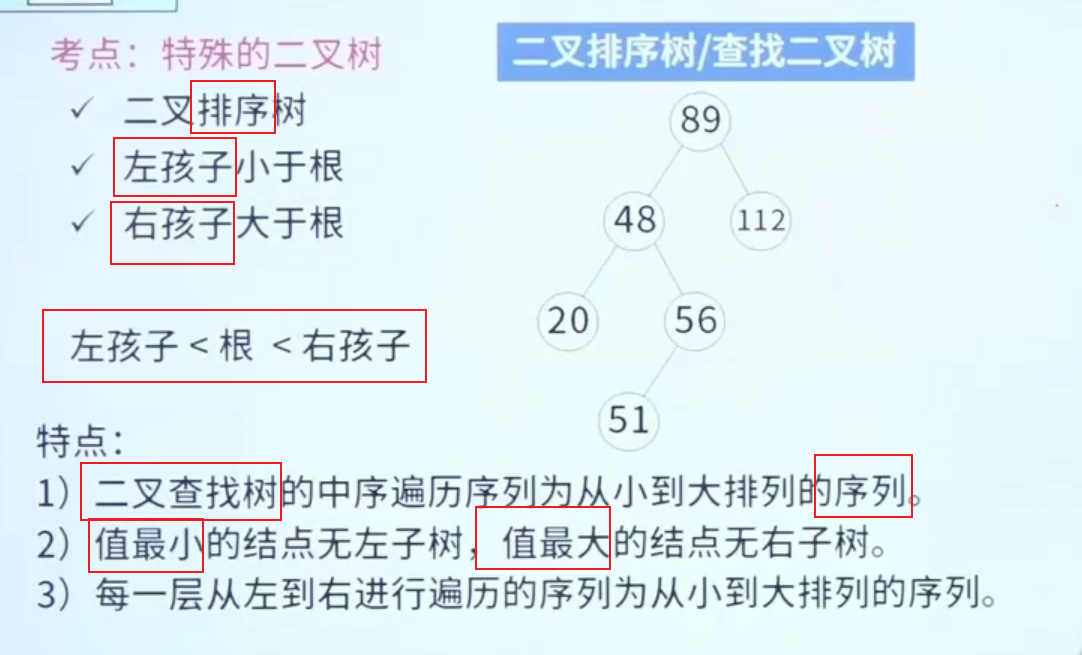 考点：特殊的二叉树
二叉排序树/查找二叉树
✓ 二叉排序树
✓ 左孩子小于根
✓ 右孩子大于根
左孩子 < 根 < 右孩子
89
48
112
20
56
51
特点：
1）二叉查找树的中序遍历序列为从小到大排列的序列。
2）值最小的结点无左子树，值最大的结点无右子树。
3）每一层从左到右进行遍历的序列为从小到大排列的序列。